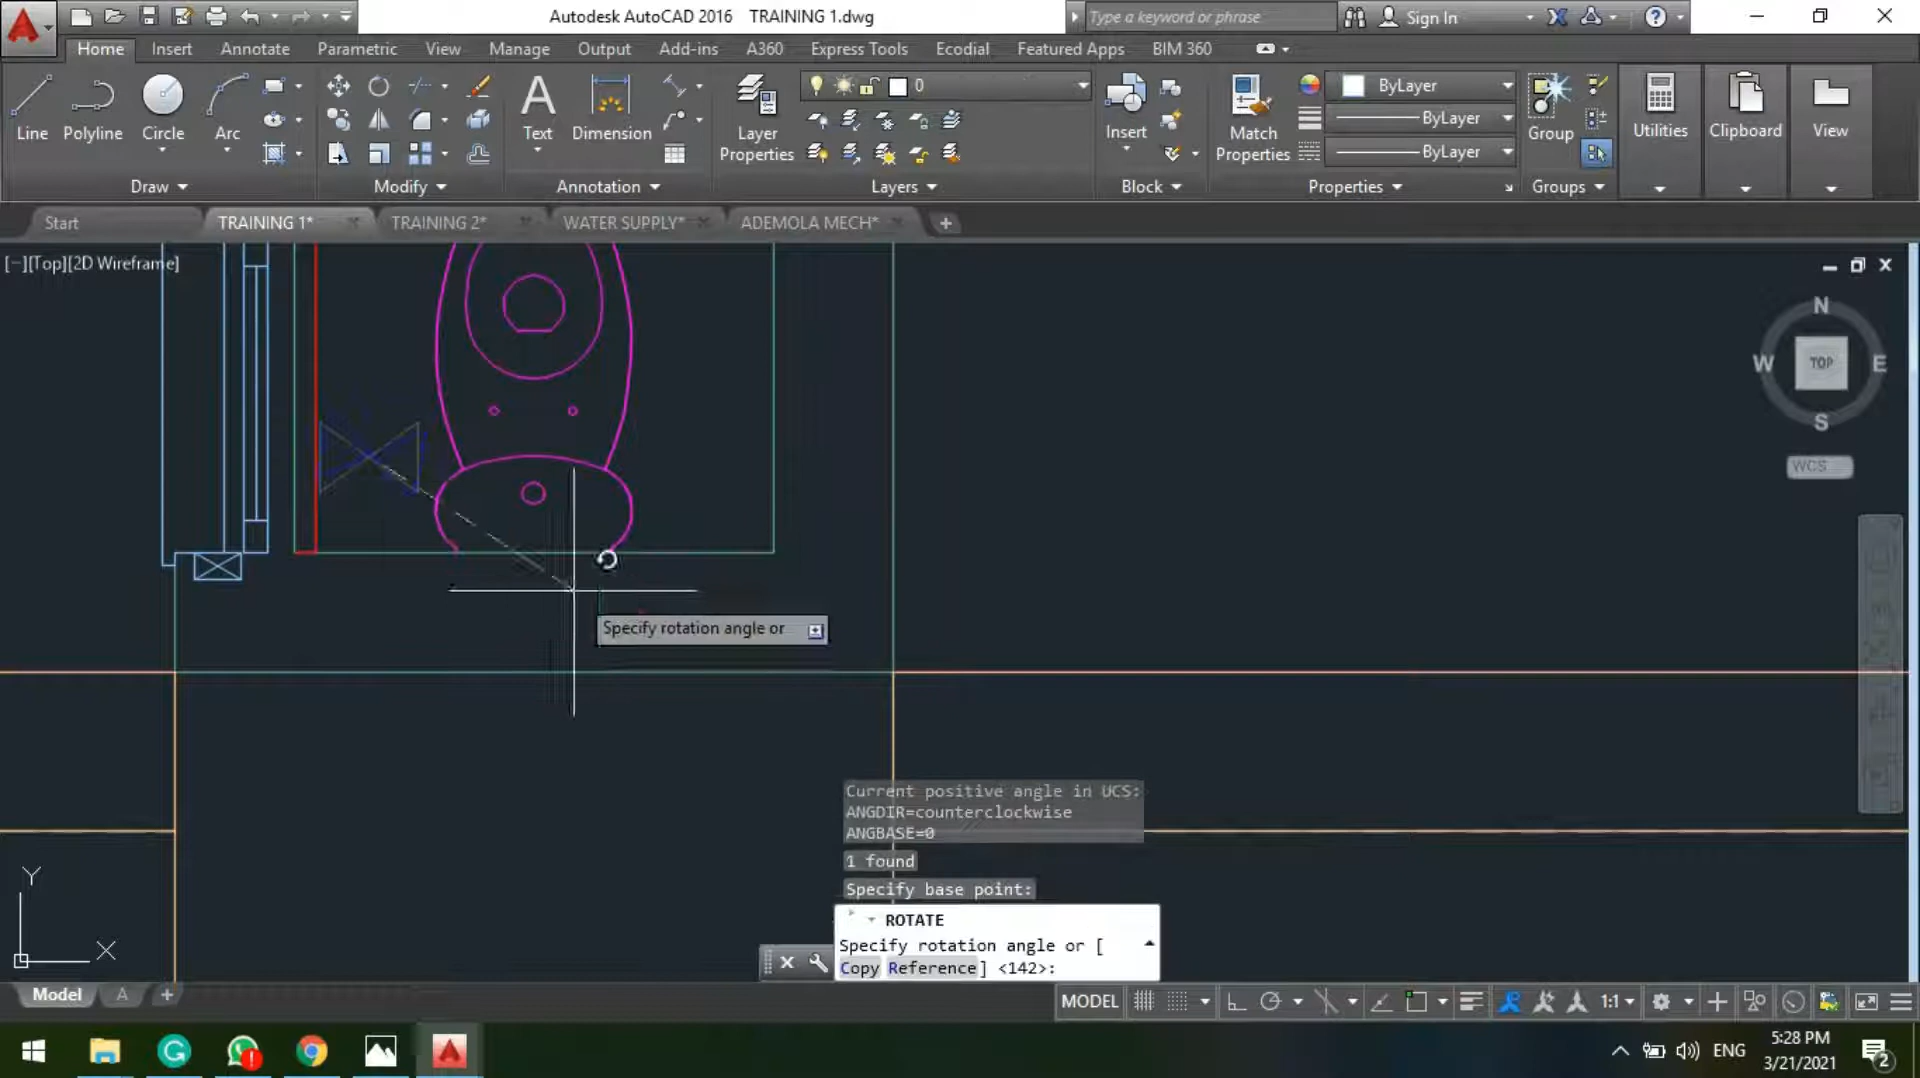 Autodesk AutoCAD 2016 TRAINING 1.dwg
Type a keyword or phrase
Sign In
Home Insert Annotate Parametric View Manage Output Add-ins A360 Express Tools Ecodial Featured Apps BIM 360
Line Polyline Circle Arc
Text Dimension
Layer Properties
0
Insert
Match Properties
ByLayer
ByLayer
ByLayer
Group
Utilities
Clipboard
View
Draw Modify Annotation Layers Block Properties Groups
Start TRAINING 1* TRAINING 2* WATER SUPPLY* ADEMOLA MECH*
[−][Top][2D Wireframe]
N
W TOP E
S
WCS
Specify rotation angle or
Current positive angle in UCS:
ANGDIR=counterclockwise
ANGBASE=0
1 found
Specify base point:
ROTATE
Specify rotation angle or [
Copy Reference] <142>:
Y
X
Model A
MODEL 1:1
ENG
5:28 PM
3/21/2021
2